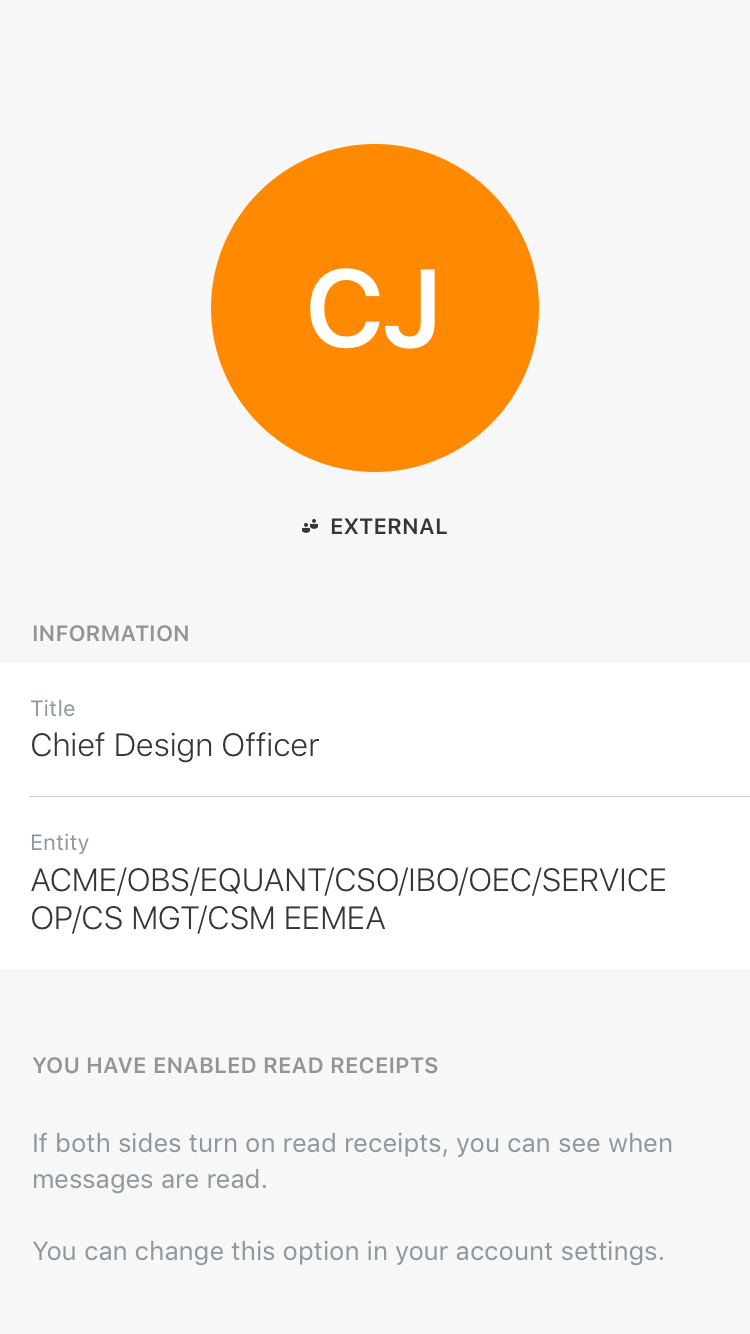 CJ
EXTERNAL
INFORMATION
Title
Chief Design Officer
Entity
ACME/OBS/EQUANT/CSO/IBO/OEC/SERVICE
OP/CS MGT/CSM EEMEA
YOU HAVE ENABLED READ RECEIPTS
If both sides turn on read receipts, you can see when
messages are read.
You can change this option in your account settings.